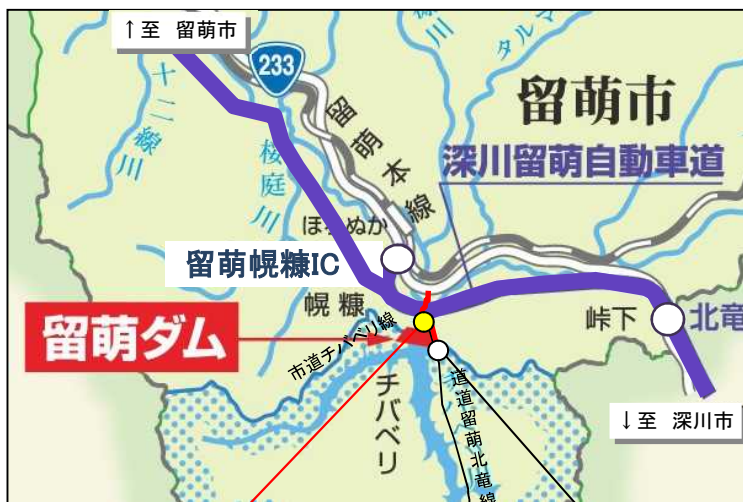 ↑至 留萌市
233
十二線川
桜庭川
タルマ
留萌市
留萌本線
深川留萌自動車道
ほろぬか
留萌幌糠IC
幌糠
峠下
北竜
留萌ダム
市道チバベリ線
チバベリ
道道留萌北竜線
↓至 深川市